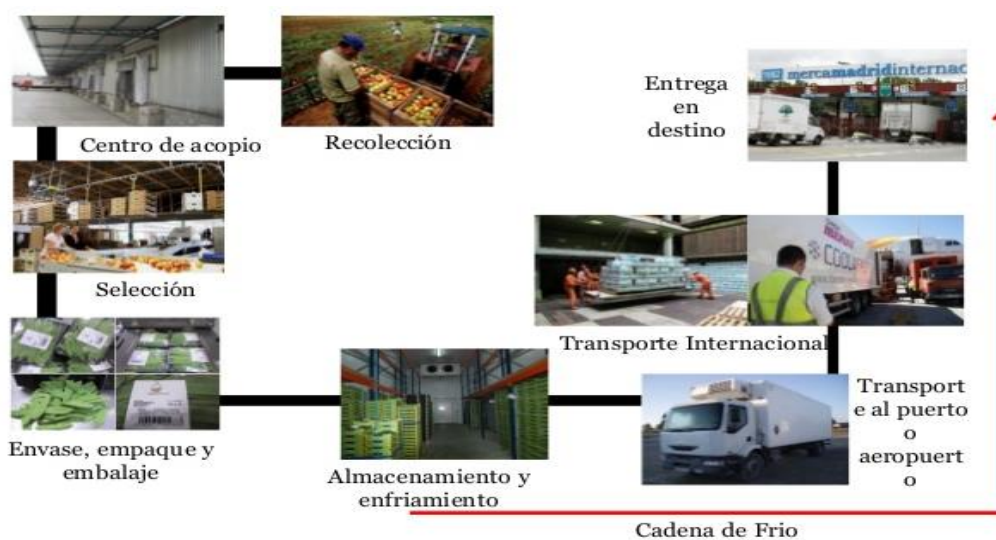 Centro de acopio
Recolección
Selección
Envase, empaque y
embalaje
Almacenamiento y
enfriamiento
Transport
e al puerto
o
aeropuert
o
Transporte Internacional
Entrega
en
destino
mercamadridinternac
Cadena de Frio